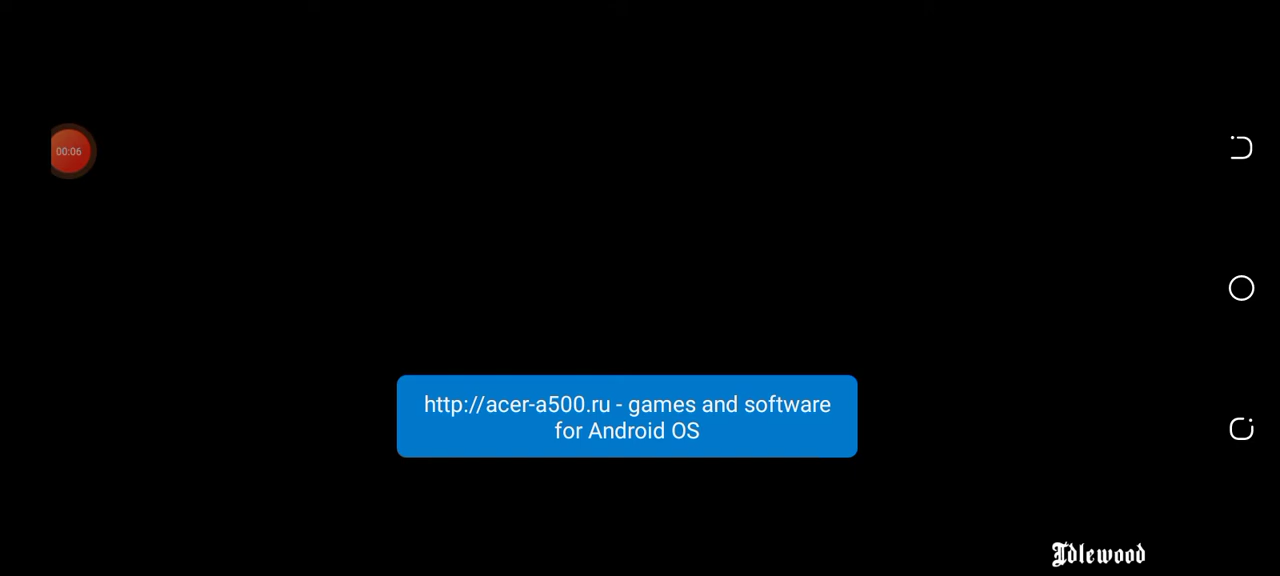 00:06
http://acer-a500.ru - games and software
for Android OS
Idlewood